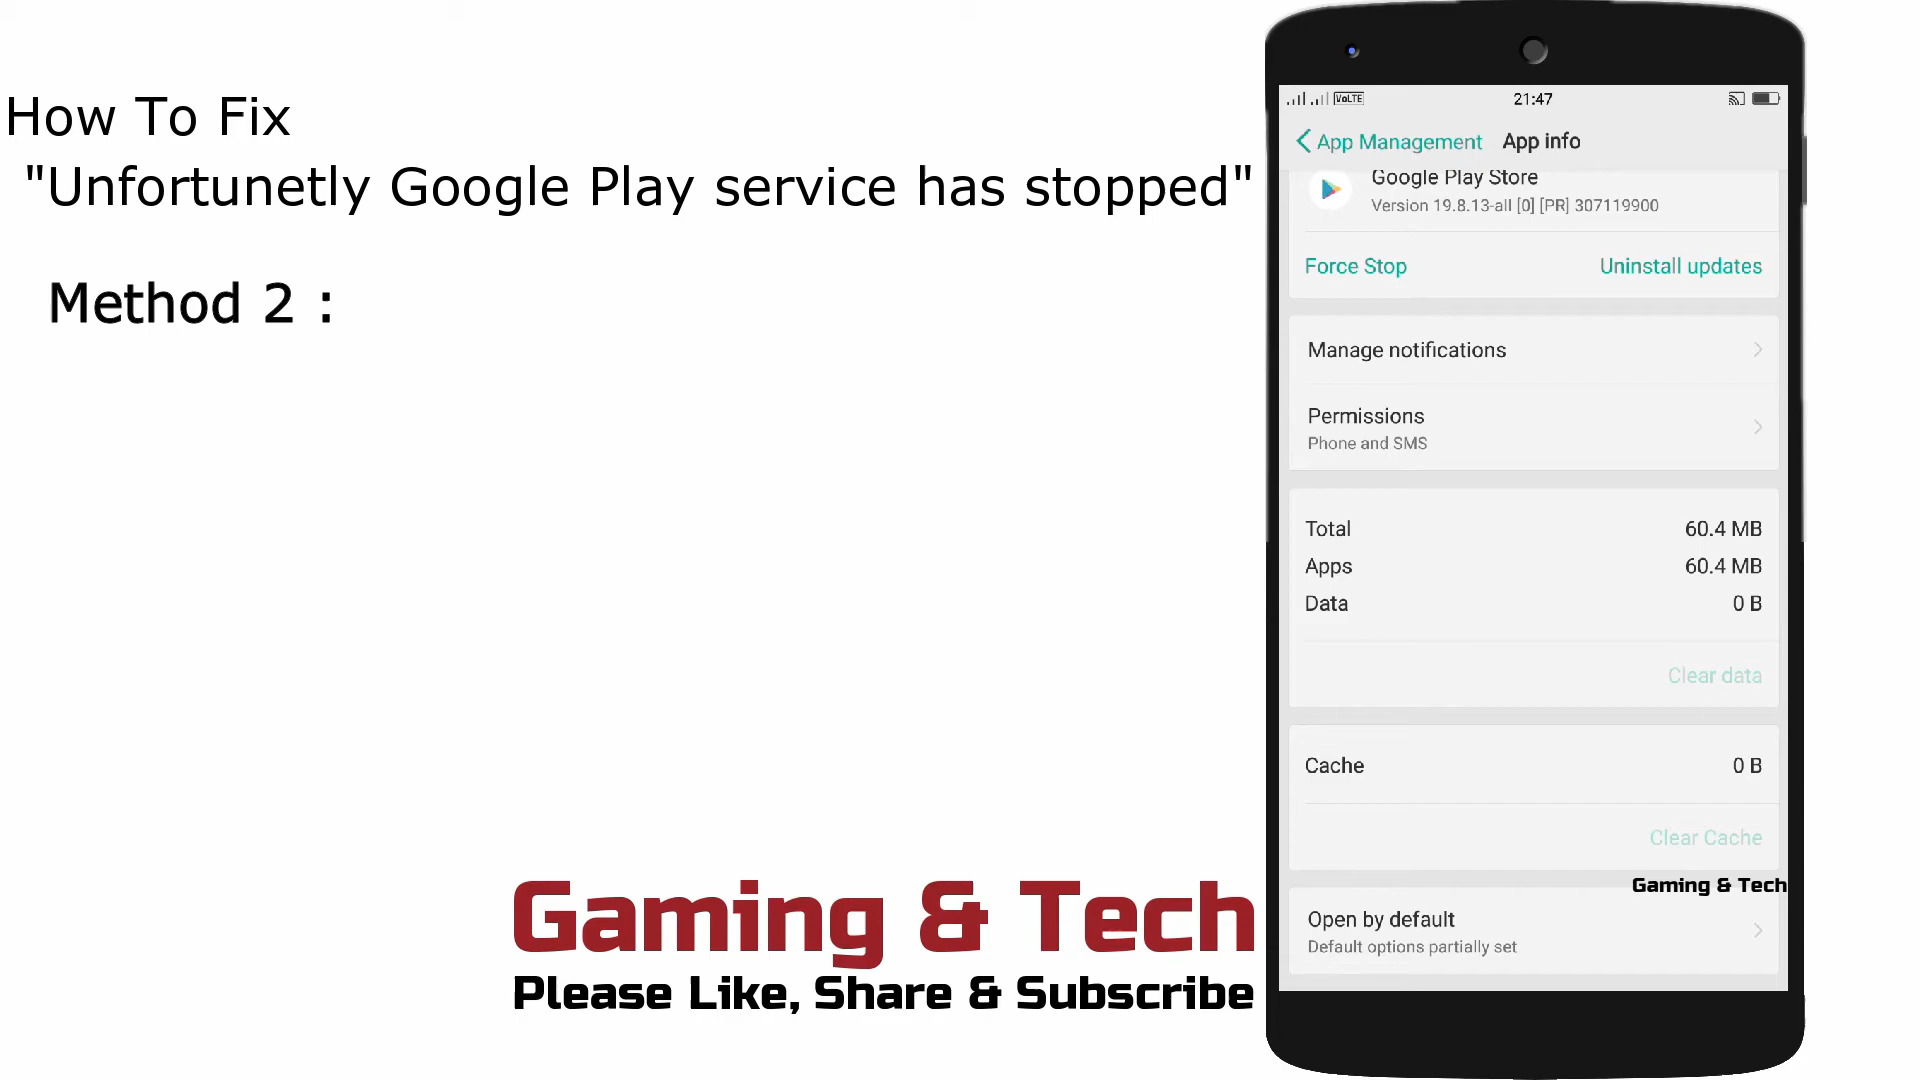 How To Fix
"Unfortunetly Google Play service has stopped"
Method 2 :
Gaming & Tech
Please Like, Share & Subscribe
VoLTE
21:47
App Management
App info
Google Play Store
Version 19.8.13-all [0] [PR] 307119900
Force Stop
Uninstall updates
Manage notifications
Permissions
Phone and SMS
Total 60.4 MB
Apps 60.4 MB
Data 0 B
Clear data
Cache 0 B
Clear Cache
Gaming & Tech
Open by default
Default options partially set